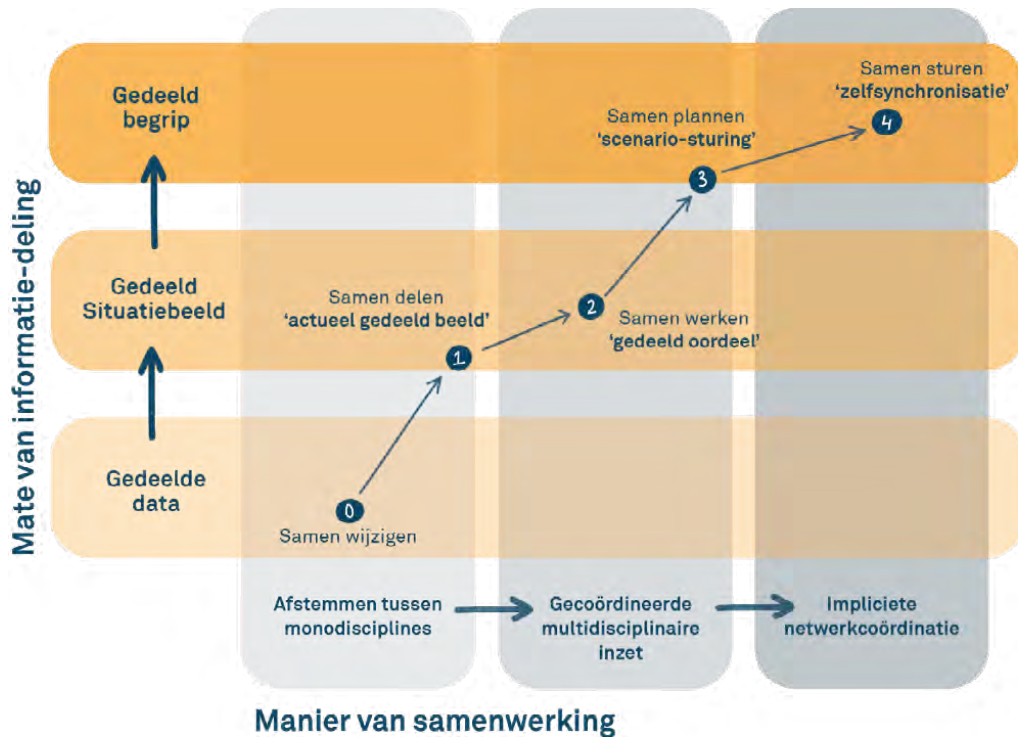 Samen sturen
‘zelfsynchronisatie’
4
Gedeeld
begrip
Samen plannen
‘scenario-sturing’
3
Mate van informatie-deling
Gedeeld
Situatiebeeld
Samen delen
‘actueel gedeeld beeld’
2
Samen werken
‘gedeeld oordeel’
1
Gedeelde
data
0
Samen wijzigen
Afstemmen tussen
monodisciplines
Gecoördineerde
multidisciplinaire
inzet
Impliciete
netwerkcoördinatie
Manier van samenwerking